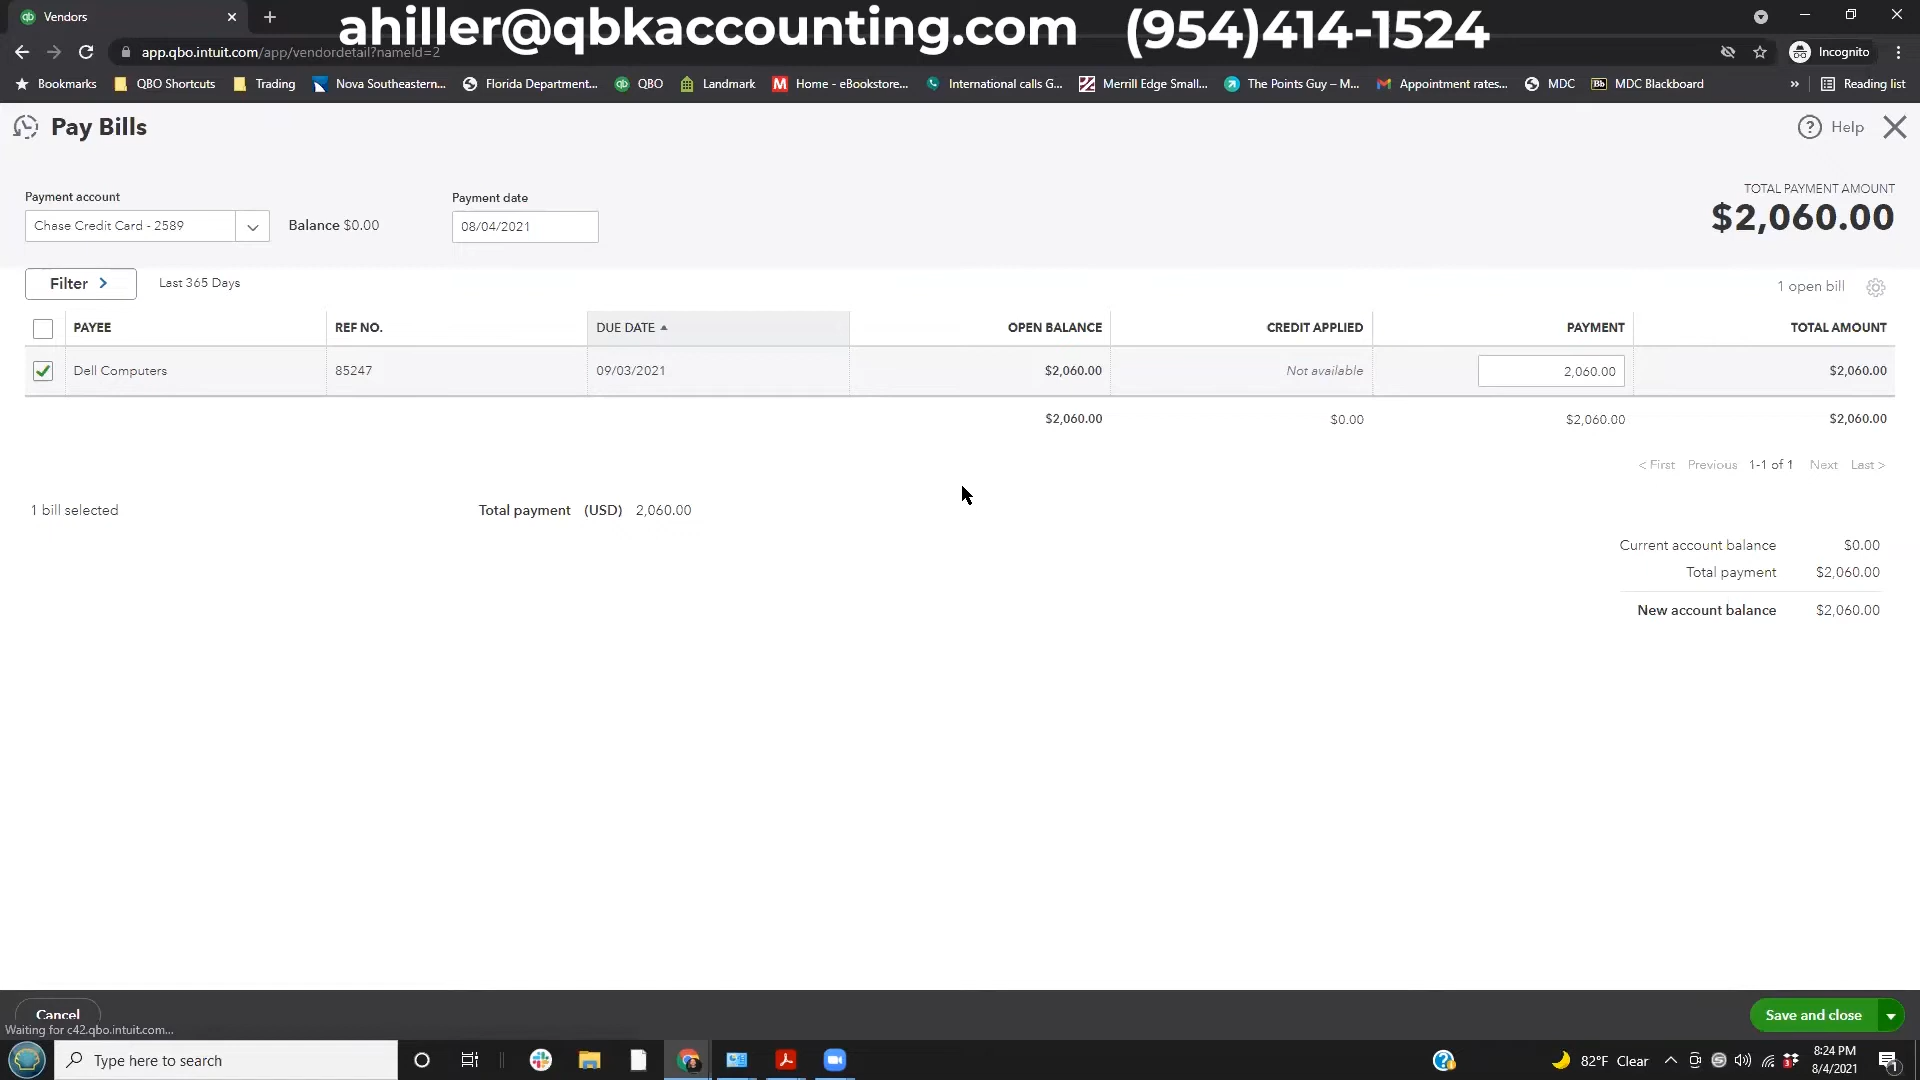 Vendors
ahiller@qbkaccounting.com (954)414-1524
app.qbo.intuit.com/app/vendordetail?nameId=2
Incognito
Bookmarks QBO Shortcuts Trading Nova Southeastern... Florida Department... QBO Landmark Home - eBookstore... International calls G... Merrill Edge Small... The Points Guy – M... Appointment rates... MDC Bb MDC Blackboard » Reading list
Pay Bills
? Help
Payment account
Chase Credit Card - 2589
Balance $0.00
Payment date
08/04/2021
TOTAL PAYMENT AMOUNT
$2,060.00
Filter > Last 365 Days
1 open bill
PAYEE REF NO. DUE DATE OPEN BALANCE CREDIT APPLIED PAYMENT TOTAL AMOUNT
Dell Computers 85247 09/03/2021 $2,060.00 Not available 2,060.00 $2,060.00
$2,060.00 $0.00 $2,060.00 $2,060.00
< First Previous 1-1 of 1 Next Last >
1 bill selected
Total payment (USD) 2,060.00
Current account balance $0.00
Total payment $2,060.00
New account balance $2,060.00
Cancel
Save and close
Waiting for c42.qbo.intuit.com...
Type here to search
82°F Clear
8:24 PM
8/4/2021